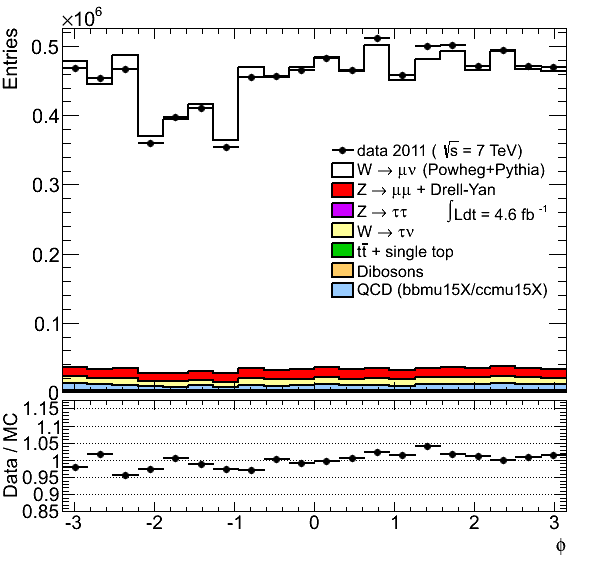 ×10⁶
Entries
0.5
0.4
0.3
0.2
0.1
0
data 2011 ( √s = 7 TeV)
W → μν (Powheg+Pythia)
Z → μμ + Drell-Yan
Z → ττ
∫Ldt = 4.6 fb⁻¹
W → τν
tt̄ + single top
Dibosons
QCD (bbmu15X/ccmu15X)
Data / MC
1.15
1.1
1.05
1
0.95
0.9
0.85
-3 -2 -1 0 1 2 3
ϕ